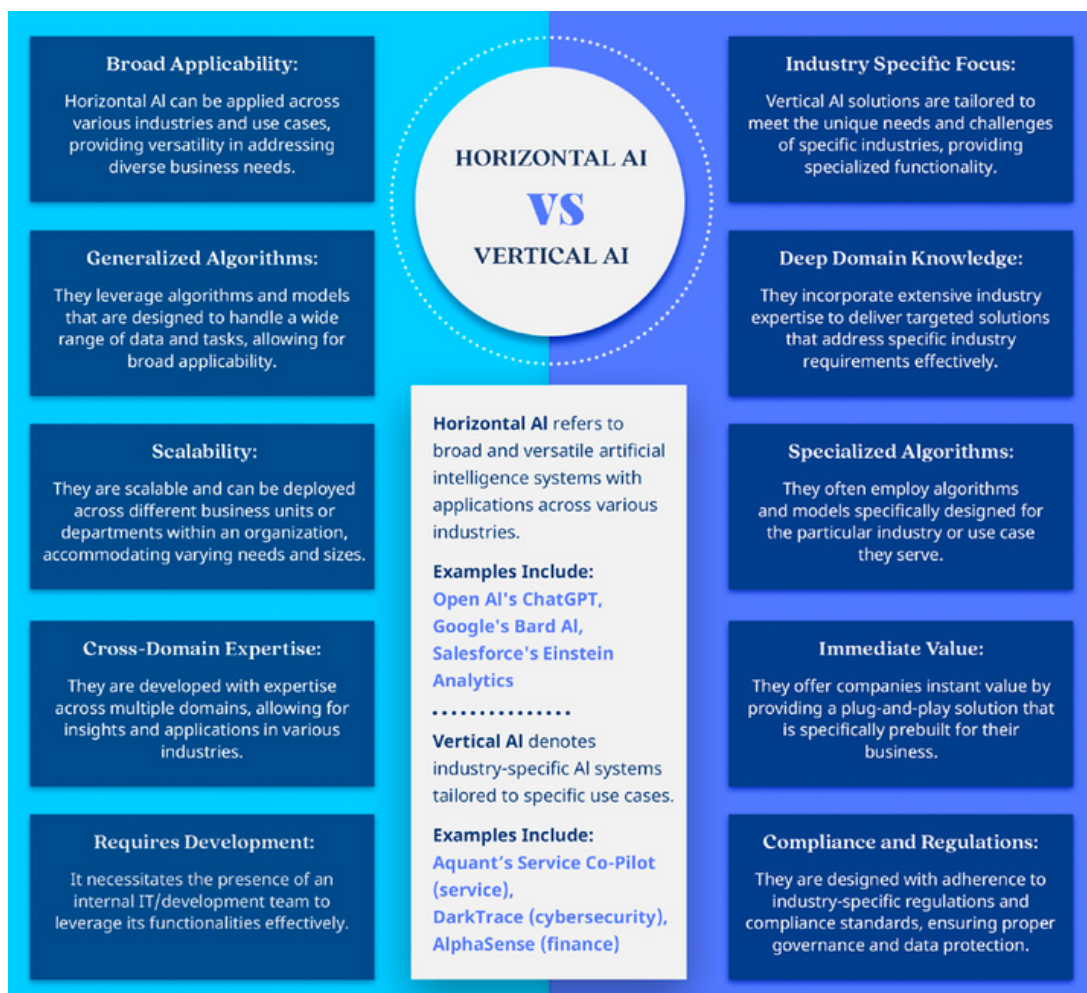 Broad Applicability:
Horizontal AI can be applied across
various industries and use cases,
providing versatility in addressing
diverse business needs.
Generalized Algorithms:
They leverage algorithms and models
that are designed to handle a wide
range of data and tasks, allowing for
broad applicability.
Scalability:
They are scalable and can be deployed
across different business units or
departments within an organization,
accommodating varying needs and sizes.
Cross-Domain Expertise:
They are developed with expertise
across multiple domains, allowing for
insights and applications in various
industries.
Requires Development:
It necessitates the presence of an
internal IT/development team to
leverage its functionalities effectively.
HORIZONTAL AI
VS
VERTICAL AI
Horizontal AI refers to
broad and versatile artificial
intelligence systems with
applications across various
industries.
Examples Include:
Open AI's ChatGPT,
Google's Bard AI,
Salesforce's Einstein
Analytics
Vertical AI denotes
industry-specific AI systems
tailored to specific use cases.
Examples Include:
Aquant's Service Co-Pilot
(service),
DarkTrace (cybersecurity),
AlphaSense (finance)
Industry Specific Focus:
Vertical AI solutions are tailored to
meet the unique needs and challenges
of specific industries, providing
specialized functionality.
Deep Domain Knowledge:
They incorporate extensive industry
expertise to deliver targeted solutions
that address specific industry
requirements effectively.
Specialized Algorithms:
They often employ algorithms
and models specifically designed for
the particular industry or use case
they serve.
Immediate Value:
They offer companies instant value by
providing a plug-and-play solution that
is specifically prebuilt for their
business.
Compliance and Regulations:
They are designed with adherence to
industry-specific regulations and
compliance standards, ensuring proper
governance and data protection.